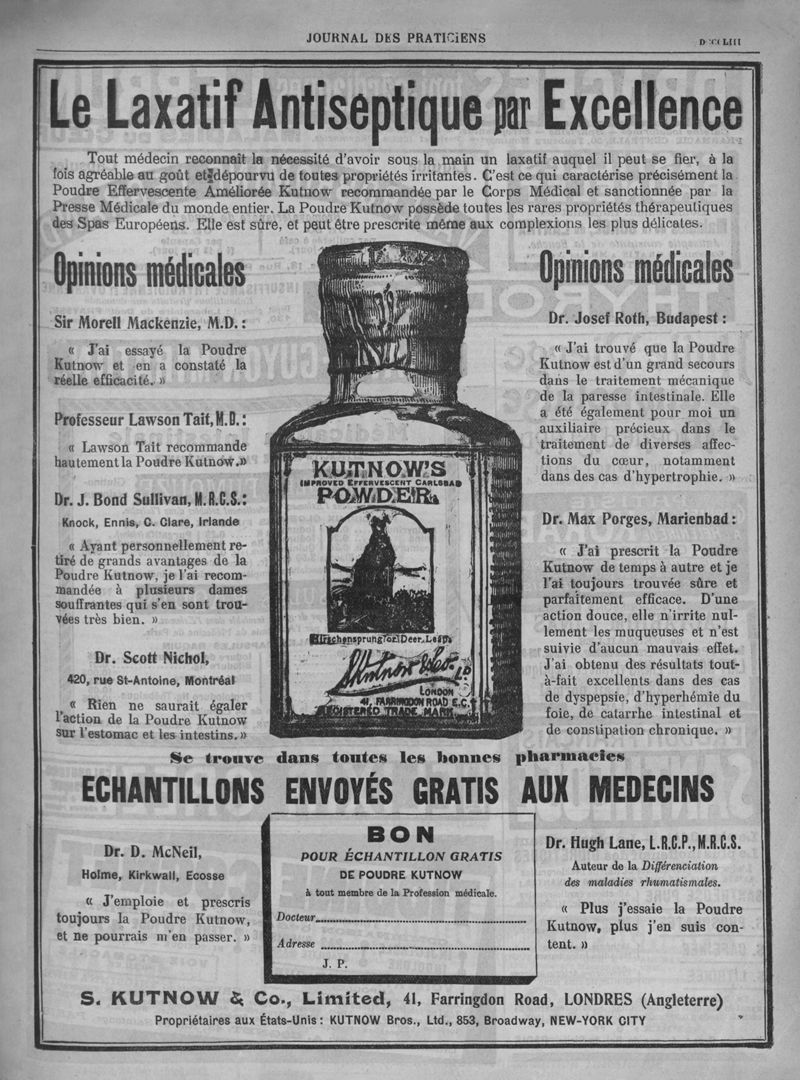 JOURNAL DES PRATICIENS
Le Laxatif Antiseptique par Excellence
Tout médecin reconnaît la nécessité d'avoir sous la main un laxatif auquel il peut se fier, à la
fois agréable au goût et dépourvu de toutes propriétés irritantes. C'est ce qui caractérise précisément la
Poudre Effervescente Améliorée Kutnow recommandée par le Corps Médical et sanctionnée par la
Presse Médicale du monde entier. La Poudre Kutnow possède toutes les rares propriétés thérapeutiques
des Spas Européens. Elle est sûre, et peut être prescrite même aux complexions les plus délicates.
Opinions médicales
Sir Morell Mackenzie, M.D. :
« J'ai essayé la Poudre
Kutnow et en a constaté la
réelle efficacité. »
Professeur Lawson Tait, M.D. :
« Lawson Tait recommande
hautement la Poudre Kutnow.»
Dr. J. Bond Sullivan, M.R.C.S.:
Knock, Ennis, C. Clare, Irlande
« Ayant personnellement re-
tiré de grands avantages de la
Poudre Kutnow, je l'ai recom-
mandée à plusieurs dames
souffrantes qui s'en sont trou-
vées très bien. »
Dr. Scott Nichol,
420, rue St-Antoine, Montréal
« Rien ne saurait égaler
l'action de la Poudre Kutnow
sur l'estomac et les intestins. »
KUTNOW'S
IMPROVED EFFERVESCENT CARLSBAD
POWDER.
Hirschensprung or Deer Leap.
S. Kutnow & Co. Ld
LONDON
41, FARRINGDON ROAD E.C.
REGISTERED TRADE MARK
Opinions médicales
Dr. Josef Roth, Budapest :
« J'ai trouvé que la Poudre
Kutnow est d'un grand secours
dans le traitement mécanique
de la paresse intestinale. Elle
a été également pour moi un
auxiliaire précieux dans le
traitement de diverses affec-
tions du cœur, notamment
dans des cas d'hypertrophie. »
Dr. Max Porges, Marienbad :
« J'ai prescrit la Poudre
Kutnow de temps à autre et je
l'ai toujours trouvée sûre et
parfaitement efficace. D'une
action douce, elle n'irrite nul-
lement les muqueuses et n'est
suivie d'aucun mauvais effet.
J'ai obtenu des résultats tout-
à-fait excellents dans des cas
de dyspepsie, d'hyperhémie du
foie, de catarrhe intestinal et
de constipation chronique. »
Se trouve dans toutes les bonnes pharmacies
ECHANTILLONS ENVOYÉS GRATIS AUX MEDECINS
Dr. D. McNeil,
Holme, Kirkwall, Ecosse
« J'emploie et prescris
toujours la Poudre Kutnow,
et ne pourrais m'en passer. »
BON
POUR ÉCHANTILLON GRATIS
DE POUDRE KUTNOW
à tout membre de la Profession médicale.
Docteur
Adresse
J. P.
Dr. Hugh Lane, L.R.C.P., M.R.C.S.
Auteur de la Différenciation
des maladies rhumatismales.
« Plus j'essaie la Poudre
Kutnow, plus j'en suis con-
tent. »
S. KUTNOW & Co., Limited, 41, Farringdon Road, LONDRES (Angleterre)
Propriétaires aux États-Unis : KUTNOW Bros., Ltd., 853, Broadway, NEW-YORK CITY